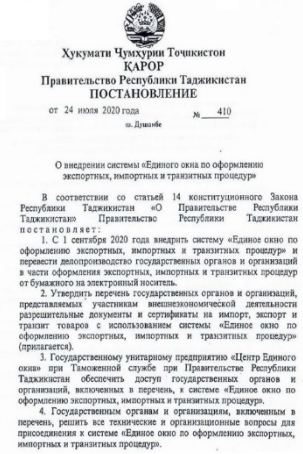 Ҳукумати Ҷумҳурии Тоҷикистон
ҚАРОР
Правительство Республики Таджикистан
ПОСТАНОВЛЕНИЕ
от 24 июля 2020 года № 410
г. Душанбе
О внедрении системы «Единого окна по оформлению
экспортных, импортных и транзитных процедур»
В соответствии со статьей 14 конституционного Закона
Республики Таджикистан «О Правительстве Республики
Таджикистан» Правительство Республики Таджикистан
постановляет:
1. С 1 сентября 2020 года внедрить систему «Единое окно по
оформлению экспортных, импортных и транзитных процедур» и
перевести делопроизводство государственных органов и организаций
в части оформления экспортных, импортных и транзитных процедур
от бумажного на электронный носитель.
2. Утвердить перечень государственных органов и организаций,
представляемых участникам внешнеэкономической деятельности
разрешительные документы и сертификаты на импорт, экспорт и
транзит товаров с использованием системы «Единое окно по
оформлению экспортных, импортных и транзитных процедур»
(прилагается).
3. Государственному унитарному предприятию «Центр Единого
окна» при Таможенной службе при Правительстве Республики
Таджикистан обеспечить доступ государственных органов и
организаций, включенных в перечень, к системе «Единое окно по
оформлению экспортных, импортных и транзитных процедур».
4. Государственным органам и организациям, включенным в
перечень, решить все технические и организационные вопросы для
присоединения к системе «Единое окно по оформлению экспортных,
импортных и транзитных процедур».